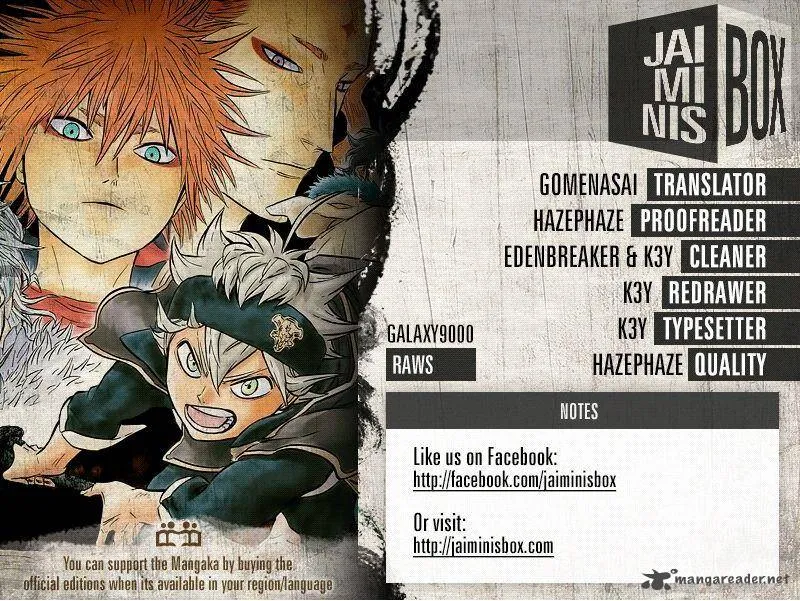 JAI
MI
NIS
BOX
GOMENASAI TRANSLATOR
HAZEPHAZE PROOFREADER
EDENBREAKER & K3Y CLEANER
K3Y REDRAWER
K3Y TYPESETTER
HAZEPHAZE QUALITY
GALAXY9000
RAWS
NOTES
Like us on Facebook:
http://facebook.com/jaiminisbox
Or visit:
http://jaiminisbox.com
You can support the Mangaka by buying the
official editions when its available in your region/language
mangareader.net